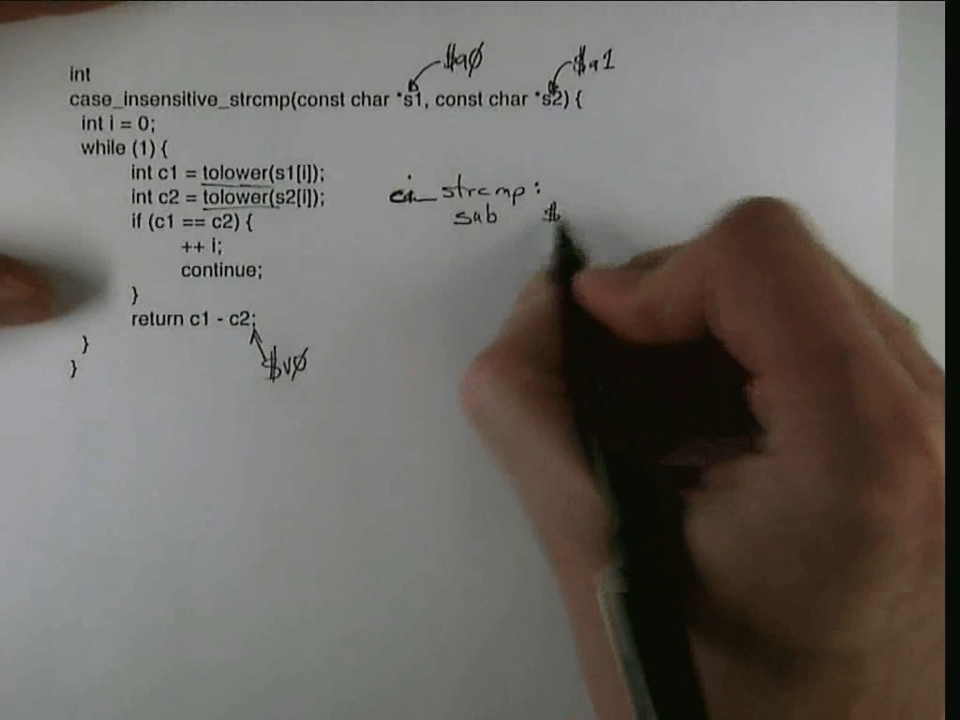 $a0 $a1
int
case_insensitive_strcmp(const char *s1, const char *s2) {
int i = 0;
while (1) {
int c1 = tolower(s1[i]);
int c2 = tolower(s2[i]);
ci_strcmp:
if (c1 == c2) {
sub $
++ i;
continue;
}
return c1 - c2;
$v0
}
}